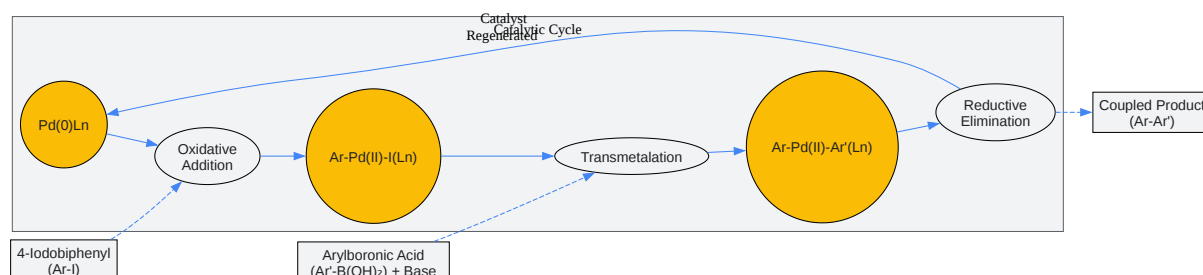 Catalyst
Regenerated
Catalytic Cycle
Pd(0)Ln
Oxidative
Addition
Ar-Pd(II)-I(Ln)
Transmetalation
Ar-Pd(II)-Ar'(Ln)
Reductive
Elimination
Coupled Product
(Ar-Ar')
4-Iodobiphenyl
(Ar-I)
Arylboronic Acid
(Ar'-B(OH)₂) + Base